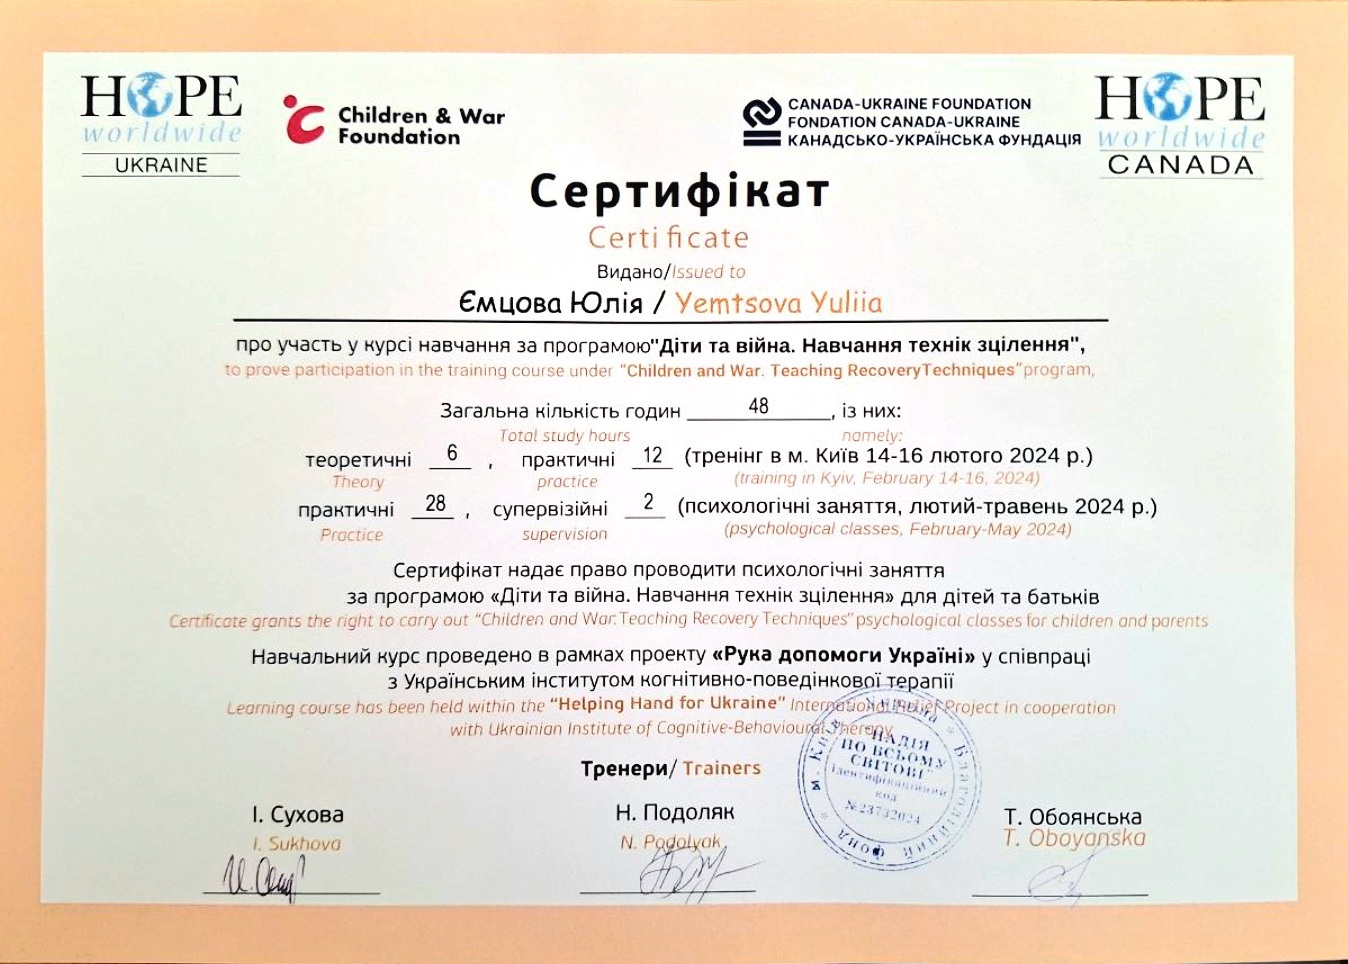 HOPE
worldwide
UKRAINE
Children & War
Foundation
CANADA-UKRAINE FOUNDATION
FONDATION CANADA-UKRAINE
КАНАДСЬКО-УКРАЇНСЬКА ФУНДАЦІЯ
HOPE
worldwide
CANADA
Сертифікат
Certificate
Видано/Issued to
Ємцова Юлія / Yemtsova Yuliia
про участь у курсі навчання за програмою"Діти та війна. Навчання технік зцілення",
to prove participation in the training course under "Children and War. Teaching RecoveryTechniques"program,
Загальна кількість годин 48, із них:
Total study hours namely:
теоретичні 6 , практичні 12 (тренінг в м. Київ 14-16 лютого 2024 р.)
Theory practice (training in Kyiv, February 14-16, 2024)
практичні 28 , супервізійні 2 (психологічні заняття, лютий-травень 2024 р.)
Practice supervision (psychological classes, February-May 2024)
Сертифікат надає право проводити психологічні заняття
за програмою «Діти та війна. Навчання технік зцілення» для дітей та батьків
Certificate grants the right to carry out "Children and War.Teaching Recovery Techniques"psychological classes for children and parents
Навчальний курс проведено в рамках проекту «Рука допомоги Україні» у співпраці
з Українським інститутом когнітивно-поведінкової терапії
Learning course has been held within the "Helping Hand for Ukraine" International Relief Project in cooperation
with Ukrainian Institute of Cognitive-Behavioural Therapy
Тренери/ Trainers
І. Сухова
I. Sukhova
Н. Подоляк
N. Podolyak
Т. Обоянська
T. Oboyanska
м. Київ * Україна * Благодійний фонд *
"НАДІЯ
ПО ВСЬОМУ
СВІТОВІ"
Ідентифікаційний
код
№23732024